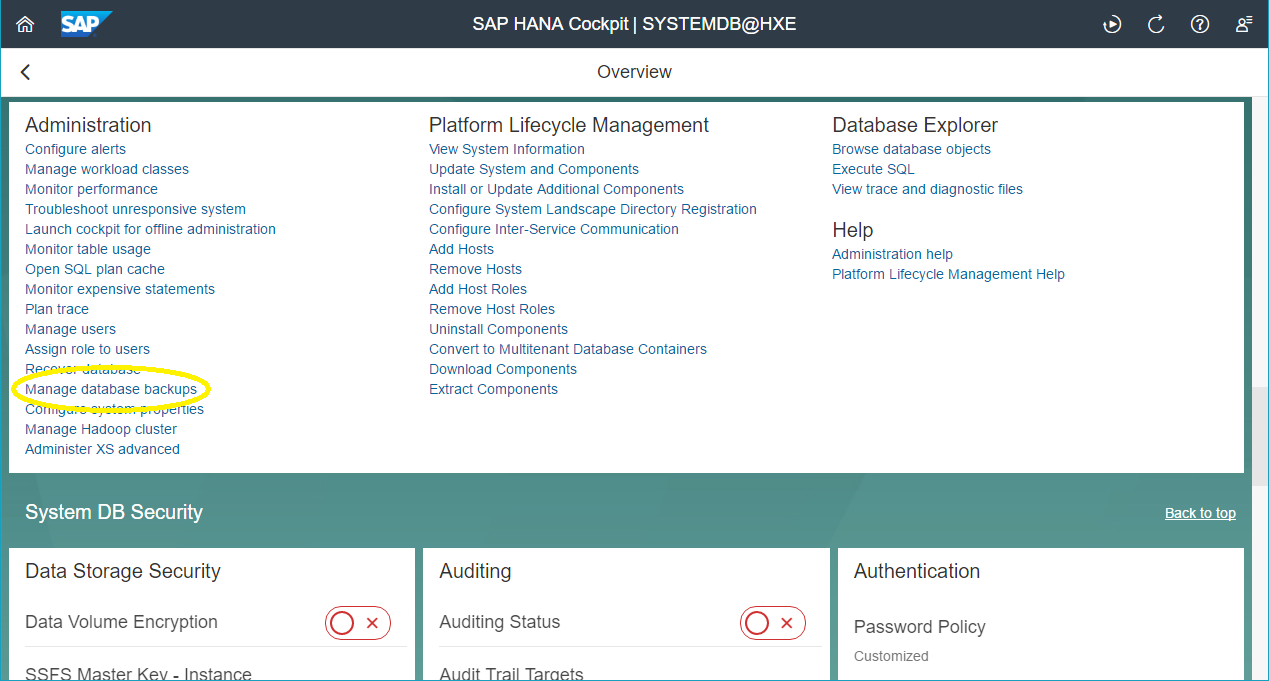 SAP
SAP HANA Cockpit | SYSTEMDB@HXE
Overview
Administration
Configure alerts
Manage workload classes
Monitor performance
Troubleshoot unresponsive system
Launch cockpit for offline administration
Monitor table usage
Open SQL plan cache
Monitor expensive statements
Plan trace
Manage users
Assign role to users
Recover database
Manage database backups
Configure system properties
Manage Hadoop cluster
Administer XS advanced
Platform Lifecycle Management
View System Information
Update System and Components
Install or Update Additional Components
Configure System Landscape Directory Registration
Configure Inter-Service Communication
Add Hosts
Remove Hosts
Add Host Roles
Remove Host Roles
Uninstall Components
Convert to Multitenant Database Containers
Download Components
Extract Components
Database Explorer
Browse database objects
Execute SQL
View trace and diagnostic files
Help
Administration help
Platform Lifecycle Management Help
System DB Security
Back to top
Data Storage Security
Data Volume Encryption
SSFS Master Key - Instance
Auditing
Auditing Status
Audit Trail Targets
Authentication
Password Policy
Customized